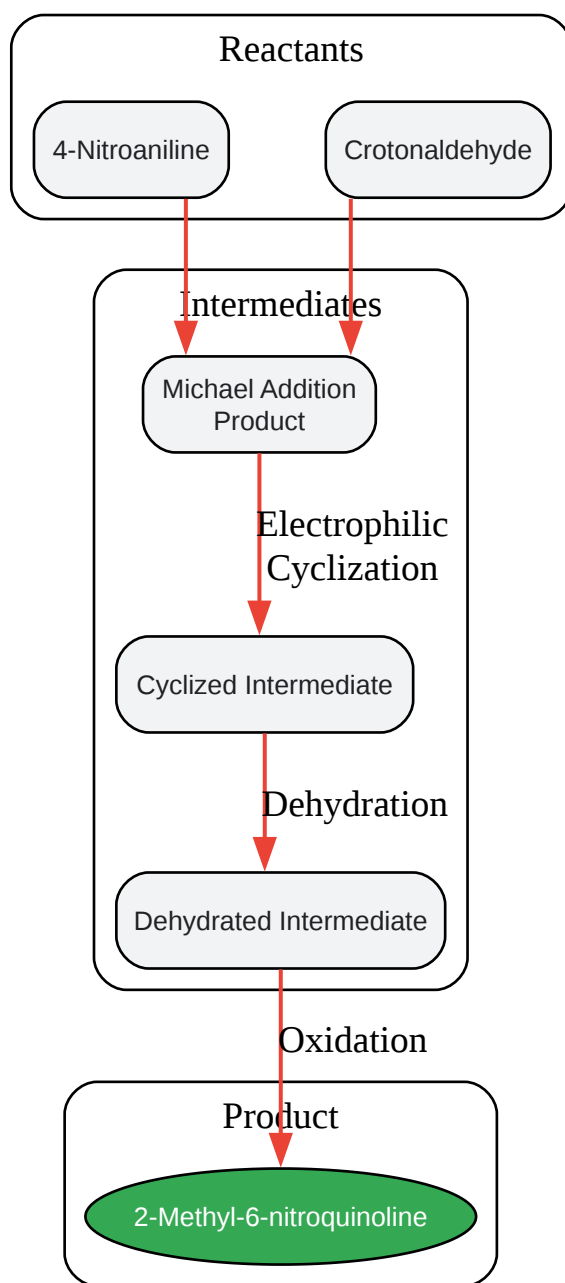 Reactants
4-Nitroaniline
Crotonaldehyde
Intermediates
Michael Addition
Product
Electrophilic
Cyclization
Cyclized Intermediate
Dehydration
Dehydrated Intermediate
Oxidation
Product
2-Methyl-6-nitroquinoline